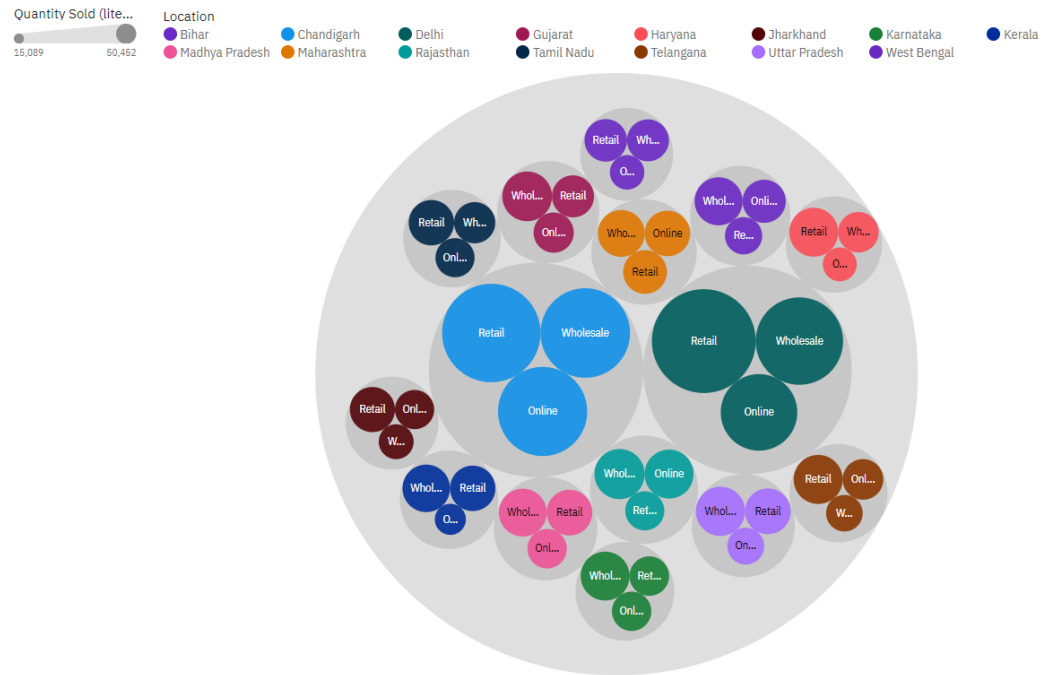 Quantity Sold (lite...
15,089 50,452
Location
Bihar Chandigarh Delhi Gujarat Haryana Jharkhand Karnataka Kerala
Madhya Pradesh Maharashtra Rajasthan Tamil Nadu Telangana Uttar Pradesh West Bengal
Retail Wh...
O...
Whol... Retail
Onl...
Whol... Onli...
Re...
Retail Wh...
Onl...
Who... Online
Retail
Retail Wh...
O...
Retail Wholesale
Online
Retail Wholesale
Online
Retail Onl...
W...
Whol... Online
Ret...
Retail Onl...
W...
Whol... Retail
O...
Whol... Retail
Onl...
Whol... Retail
On...
Whol... Ret...
Onl...